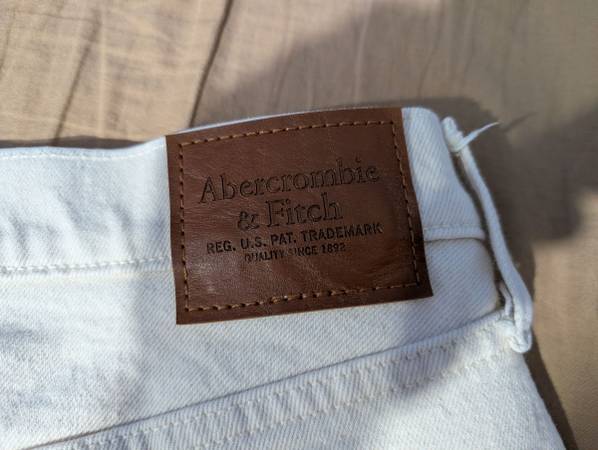 Abercrombie
& Fitch
REG. U.S. PAT. TRADEMARK
QUALITY SINCE 1892